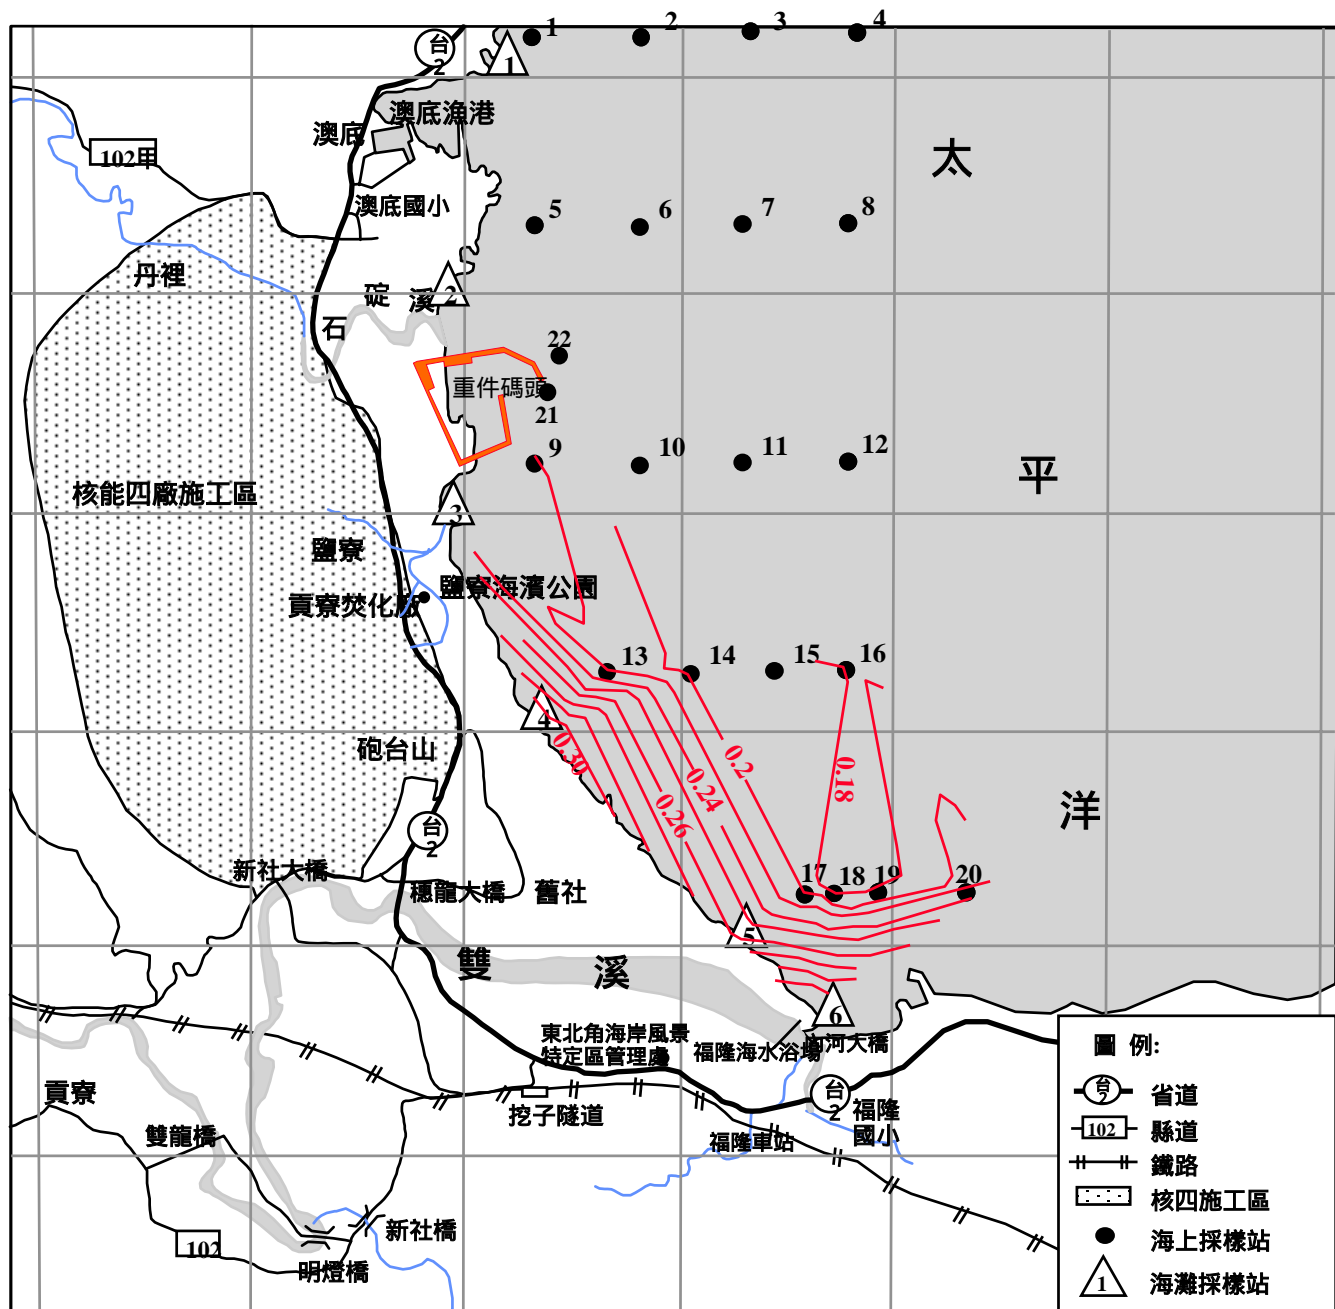 1
2
3
4
台
2
1
澳底漁港
澳底
太
102甲
澳底國小
5
6
7
8
丹裡
碇
溪
2
石
22
重件碼頭
21
9
10
11
12
平
核能四廠施工區
3
鹽寮
鹽寮海濱公園
貢寮焚化廠
13
14
15
16
4
砲台山
0.30
0.2
0.24
0.18
0.26
洋
台
2
新社大橋
穗龍大橋
舊社
17
18
19
20
5
雙
溪
6
東北角海岸風景
特定區管理處
福隆海水浴場
內河大橋
貢寮
挖子隧道
台
2
福隆
國小
雙龍橋
福隆車站
新社橋
102
明燈橋
圖 例:
台
2
省道
102
縣道
鐵路
核四施工區
海上採樣站
1
海灘採樣站